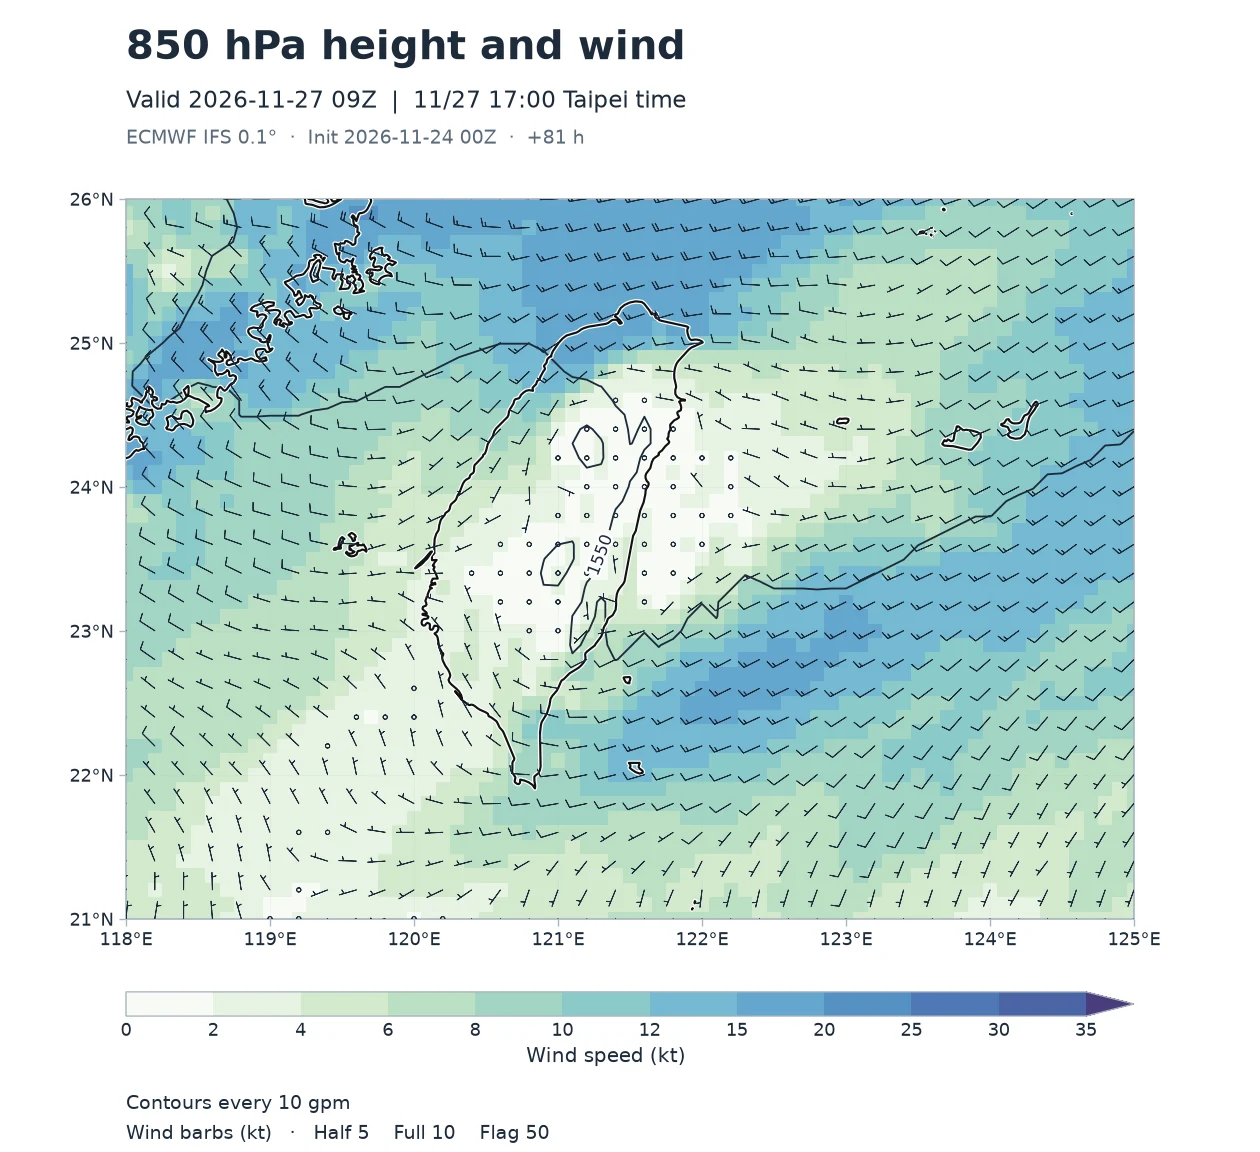 850 hPa height and wind
Valid 2026-11-27 09Z | 11/27 17:00 Taipei time
ECMWF IFS 0.1° · Init 2026-11-24 00Z · +81 h
26°N
25°N
24°N
23°N
22°N
21°N
1550
118°E 119°E 120°E 121°E 122°E 123°E 124°E 125°E
0 2 4 6 8 10 12 15 20 25 30 35
Wind speed (kt)
Contours every 10 gpm
Wind barbs (kt) · Half 5 Full 10 Flag 50